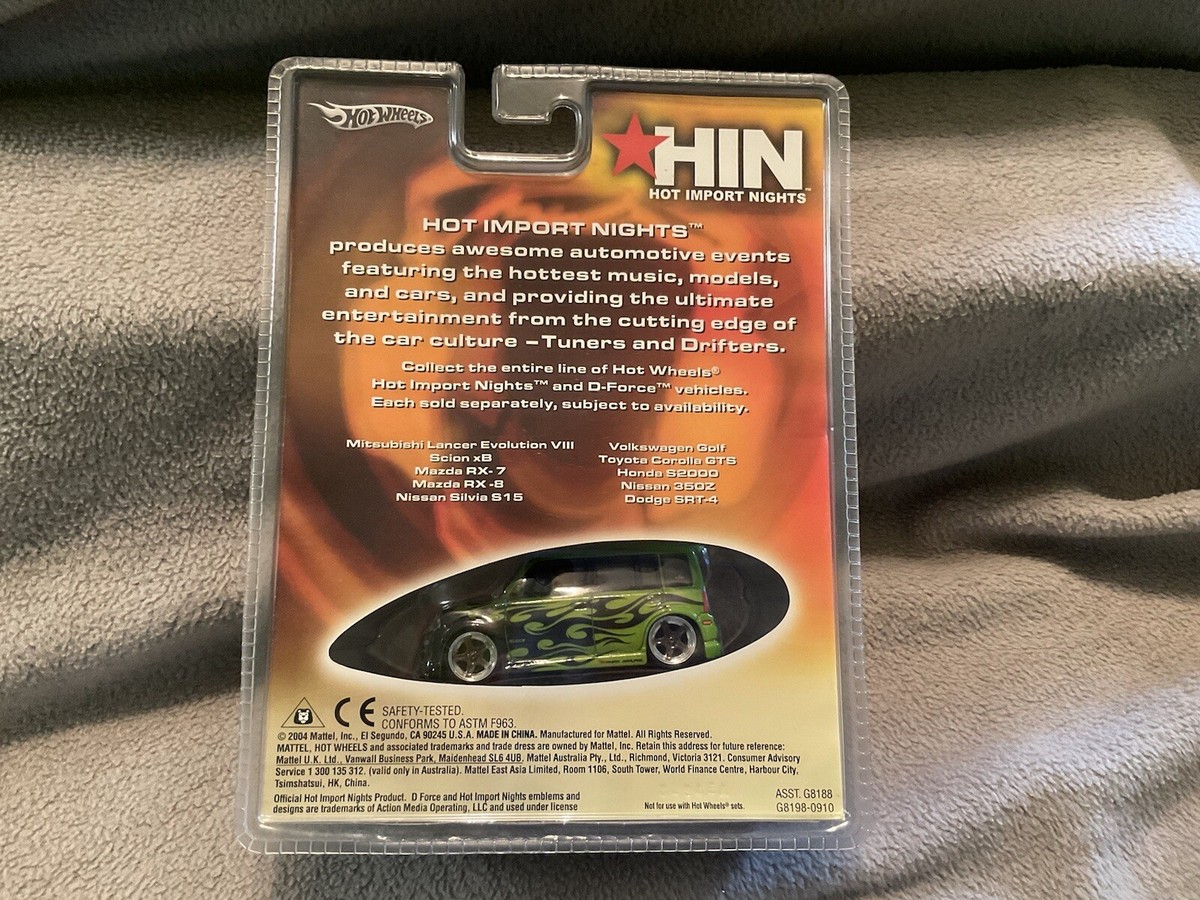 HOT WHEELS
HIN™
HOT IMPORT NIGHTS
HOT IMPORT NIGHTS™
produces awesome automotive events
featuring the hottest music, models,
and cars, and providing the ultimate
entertainment from the cutting edge of
the car culture – Tuners and Drifters.
Collect the entire line of Hot Wheels®
Hot Import Nights™ and D-Force™ vehicles.
Each sold separately, subject to availability.
Mitsubishi Lancer Evolution VIII
Scion xB
Mazda RX-7
Mazda RX-8
Nissan Silvia S15
Volkswagen Golf
Toyota Corolla GTS
Honda S2000
Nissan 350Z
Dodge SRT-4
CE SAFETY-TESTED.
CONFORMS TO ASTM F963.
© 2004 Mattel, Inc., El Segundo, CA 90245 U.S.A. MADE IN CHINA. Manufactured for Mattel. All Rights Reserved.
MATTEL, HOT WHEELS and associated trademarks and trade dress are owned by Mattel, Inc. Retain this address for future reference:
Mattel U.K. Ltd., Vanwall Business Park, Maidenhead SL6 4UB. Mattel Australia Pty., Ltd., Richmond, Victoria 3121. Consumer Advisory
Service 1 300 135 312. (valid only in Australia). Mattel East Asia Limited, Room 1106, South Tower, World Finance Centre, Harbour City,
Tsimshatsui, HK, China.
Official Hot Import Nights Product. D Force and Hot Import Nights emblems and
designs are trademarks of Action Media Operating, LLC and used under license
Not for use with Hot Wheels® sets.
ASST. G8188
G8198-0910